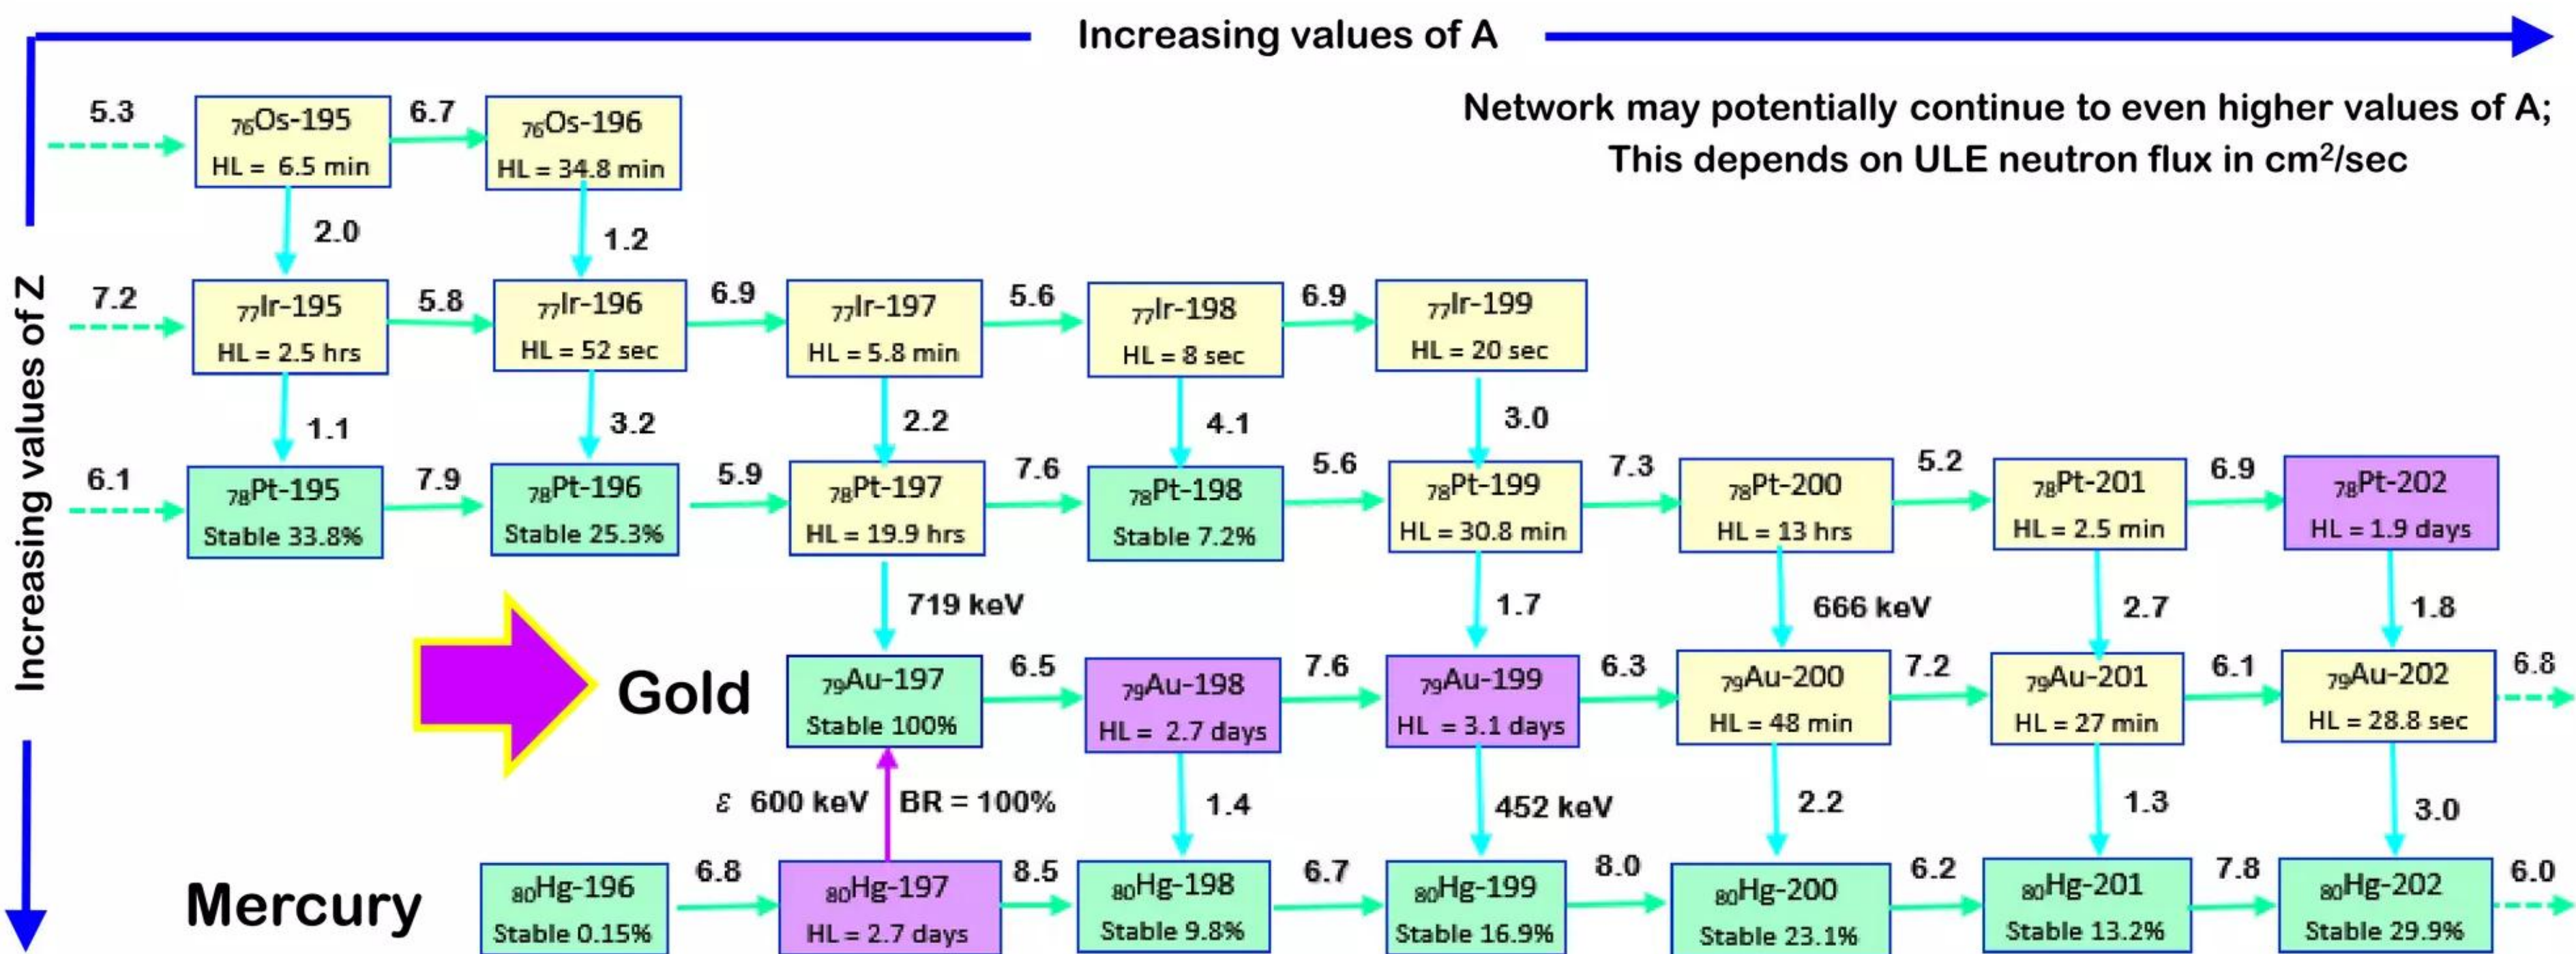 Increasing values of A
Network may potentially continue to even higher values of A;
This depends on ULE neutron flux in cm²/sec
Increasing values of Z
5.3
₇₆Os-195
HL = 6.5 min
6.7
₇₆Os-196
HL = 34.8 min
2.0
1.2
7.2
₇₇Ir-195
HL = 2.5 hrs
5.8
₇₇Ir-196
HL = 52 sec
6.9
₇₇Ir-197
HL = 5.8 min
5.6
₇₇Ir-198
HL = 8 sec
6.9
₇₇Ir-199
HL = 20 sec
1.1
3.2
2.2
4.1
3.0
6.1
₇₈Pt-195
Stable 33.8%
7.9
₇₈Pt-196
Stable 25.3%
5.9
₇₈Pt-197
HL = 19.9 hrs
7.6
₇₈Pt-198
Stable 7.2%
5.6
₇₈Pt-199
HL = 30.8 min
7.3
₇₈Pt-200
HL = 13 hrs
5.2
₇₈Pt-201
HL = 2.5 min
6.9
₇₈Pt-202
HL = 1.9 days
719 keV
1.7
666 keV
2.7
1.8
Gold
₇₉Au-197
Stable 100%
6.5
₇₉Au-198
HL = 2.7 days
7.6
₇₉Au-199
HL = 3.1 days
6.3
₇₉Au-200
HL = 48 min
7.2
₇₉Au-201
HL = 27 min
6.1
₇₉Au-202
HL = 28.8 sec
6.8
ε 600 keV
BR = 100%
1.4
452 keV
2.2
1.3
3.0
Mercury
₈₀Hg-196
Stable 0.15%
6.8
₈₀Hg-197
HL = 2.7 days
8.5
₈₀Hg-198
Stable 9.8%
6.7
₈₀Hg-199
Stable 16.9%
8.0
₈₀Hg-200
Stable 23.1%
6.2
₈₀Hg-201
Stable 13.2%
7.8
₈₀Hg-202
Stable 29.9%
6.0